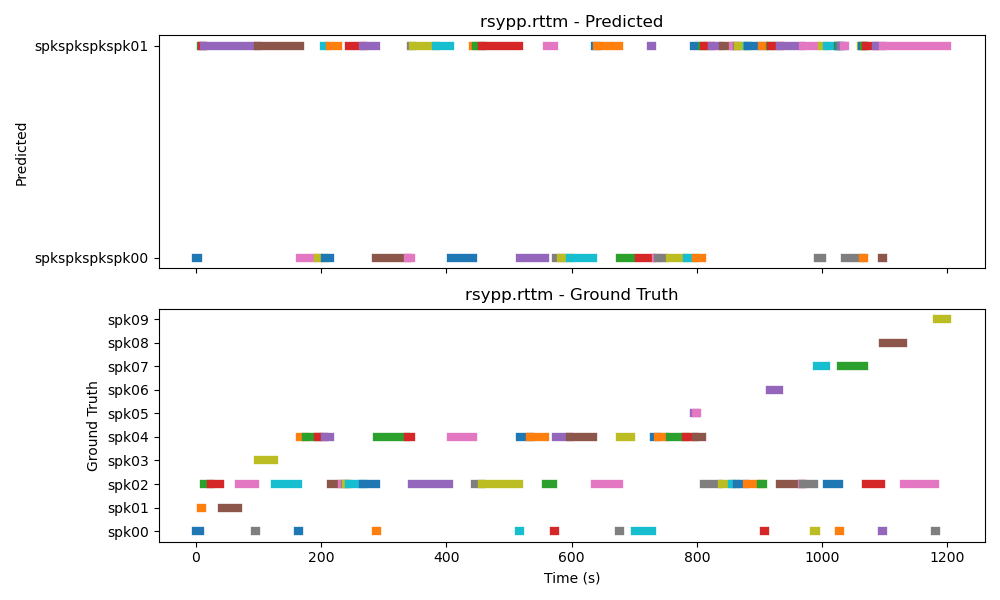 rsypp.rttm - Predicted
spkspkspkspk01
Predicted
spkspkspkspk00
rsypp.rttm - Ground Truth
spk09
spk08
spk07
spk06
spk05
Ground Truth
spk04
spk03
spk02
spk01
spk00
0 200 400 600 800 1000 1200
Time (s)